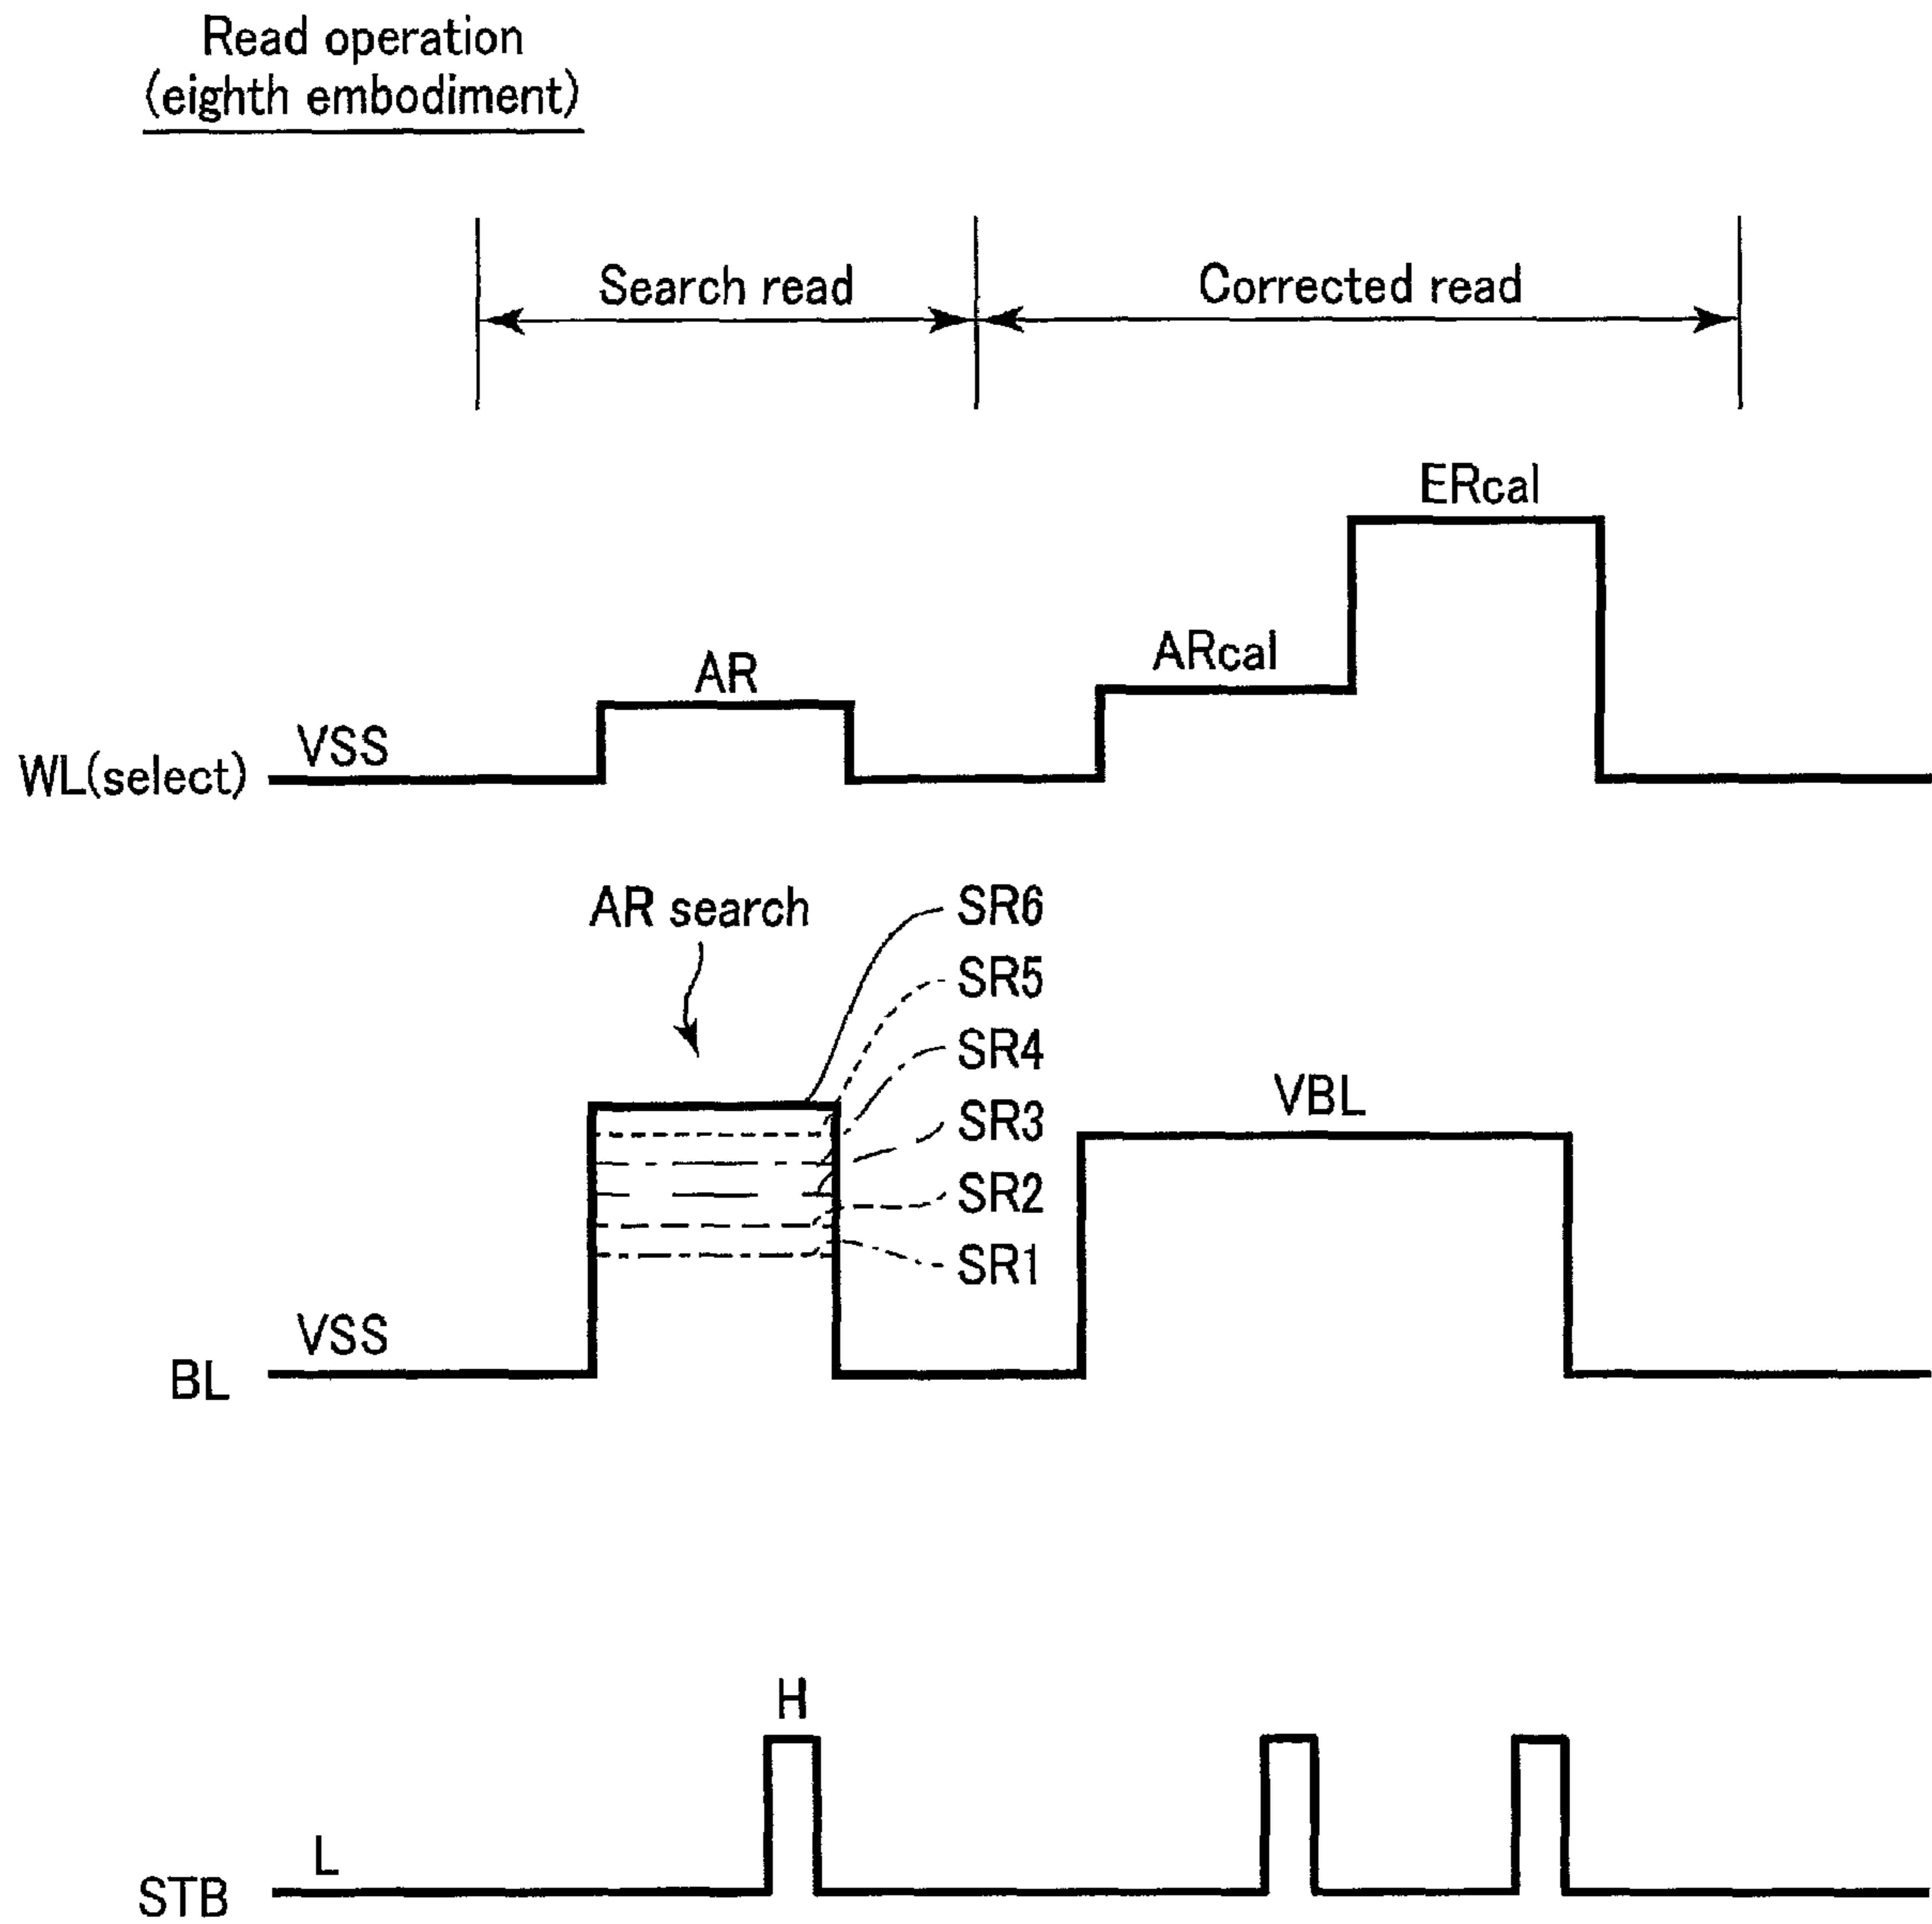 Read operation
(eighth embodiment)
Search read
Corrected read
ERcal
ARcal
AR
VSS
WL(select)
AR search
SR6
SR5
SR4
SR3
SR2
SR1
VBL
VSS
BL
H
L
STB